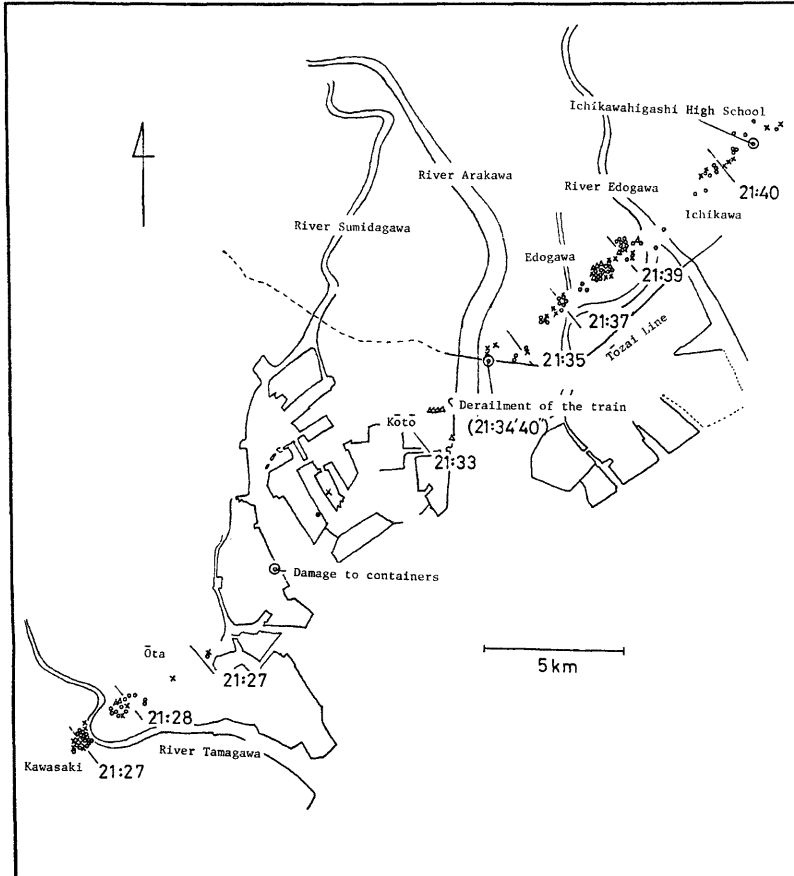 Ichikawahigashi High School
River Arakawa
River Edogawa
21:40
Ichikawa
River Sumidagawa
Edogawa
21:39
21:37
Tōzai Line
21:35
Derailment of the train
(21:34'40")
Kōtō
21:33
Damage to containers
5km
Ōta
21:27
21:28
River Tamagawa
Kawasaki
21:27